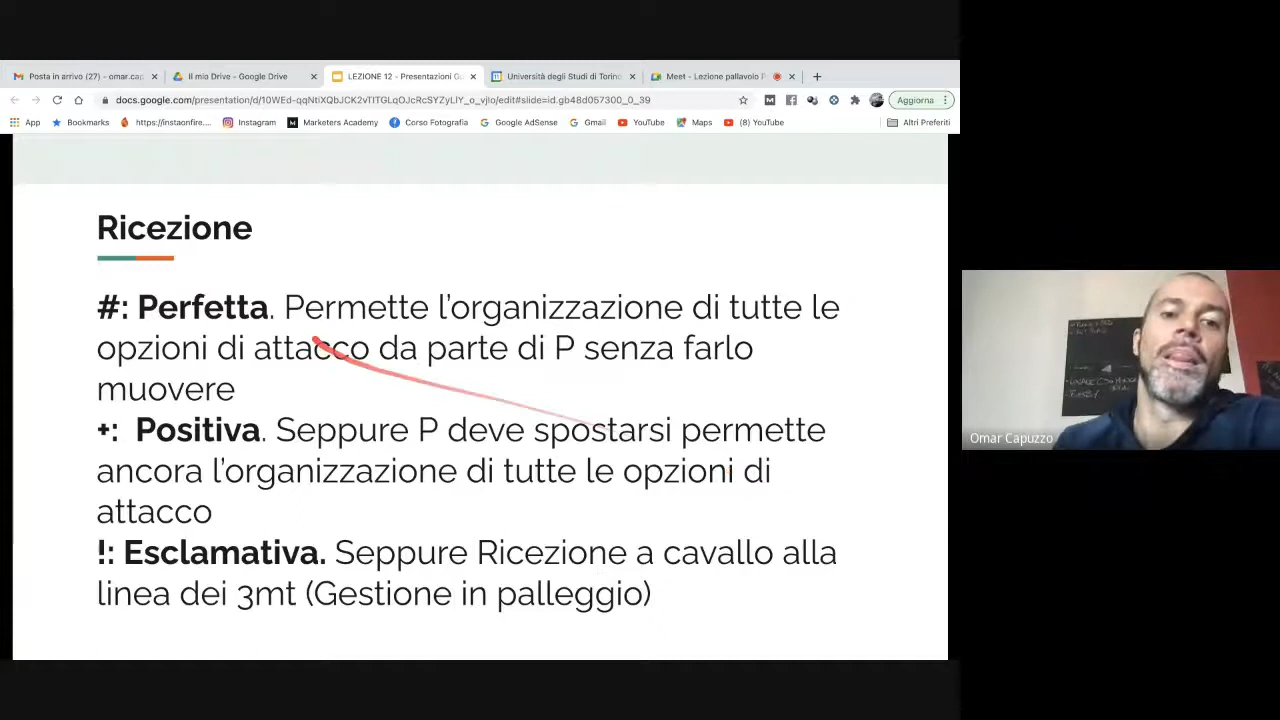 Posta in arrivo (27) - omar.cap
Il mio Drive - Google Drive
LEZIONE 12 - Presentazioni G
Università degli Studi di Torino
Meet - Lezione pallavolo P
docs.google.com/presentation/d/10WEd-qqNtiXQbJCK2vTITGLqOJcRcSYZyLIY_o_vjIo/edit#slide=id.gb48d057300_0_39
Aggiorna
App
Bookmarks
https://instaonfire....
Instagram
Marketers Academy
Corso Fotografia
Google AdSense
Gmail
YouTube
Maps
(8) YouTube
Altri Preferiti
Ricezione
#: Perfetta. Permette l’organizzazione di tutte le
opzioni di attacco da parte di P senza farlo
muovere
+: Positiva. Seppure P deve spostarsi permette
ancora l’organizzazione di tutte le opzioni di
attacco
!: Esclamativa. Seppure Ricezione a cavallo alla
linea dei 3mt (Gestione in palleggio)
Omar Capuzzo